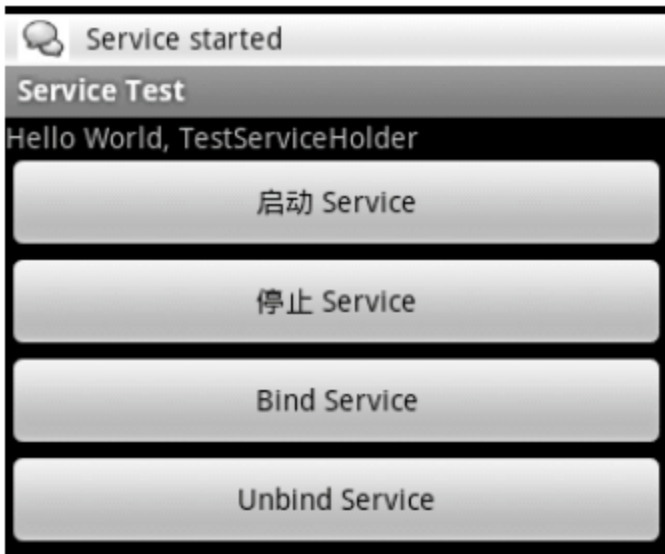 Service started
Service Test
Hello World, TestServiceHolder
启动 Service
停止 Service
Bind Service
Unbind Service